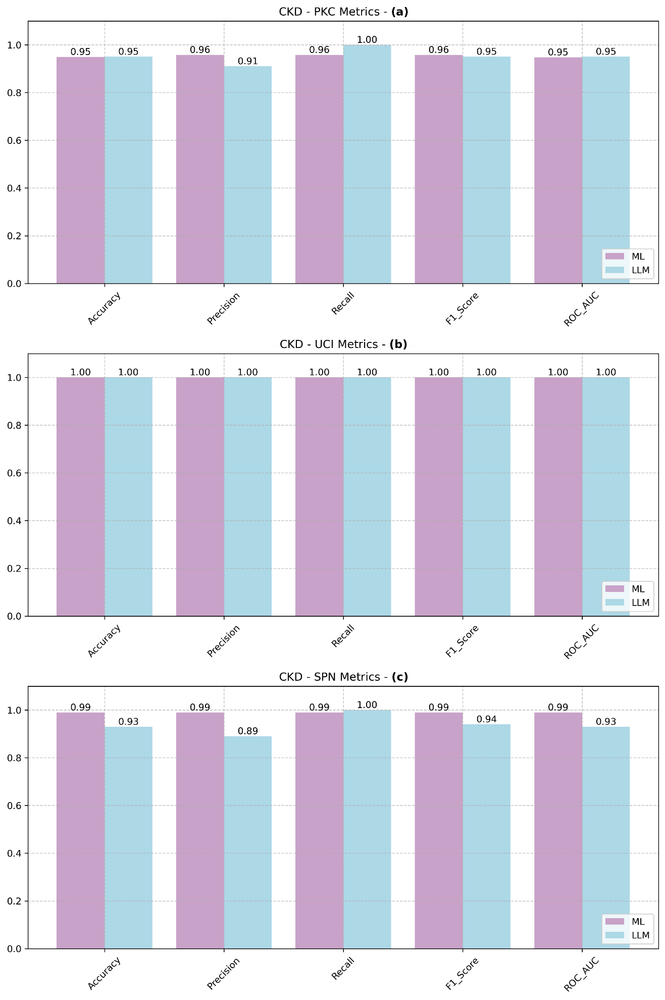 CKD - PKC Metrics - (a)
0.95 0.95 0.96 0.91 0.96 1.00 0.96 0.95 0.95 0.95
1.0
0.8
0.6
0.4
0.2
0.0
ML
LLM
Accuracy Precision Recall F1_Score ROC_AUC
CKD - UCI Metrics - (b)
1.00 1.00 1.00 1.00 1.00 1.00 1.00 1.00 1.00 1.00
1.0
0.8
0.6
0.4
0.2
0.0
ML
LLM
Accuracy Precision Recall F1_Score ROC_AUC
CKD - SPN Metrics - (c)
0.99 0.93 0.99 0.89 0.99 1.00 0.99 0.94 0.99 0.93
1.0
0.8
0.6
0.4
0.2
0.0
ML
LLM
Accuracy Precision Recall F1_Score ROC_AUC